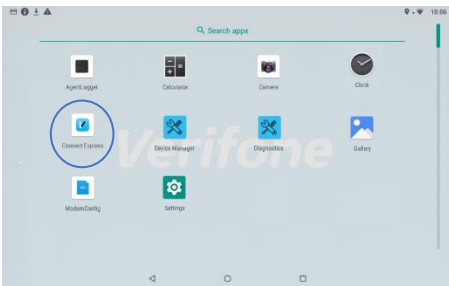 10:06
Search apps
AgentLogger
Calculator
Camera
Clock
Connect Express
Device Manager
Diagnostics
Gallery
Verifone
ModemConfig
Settings